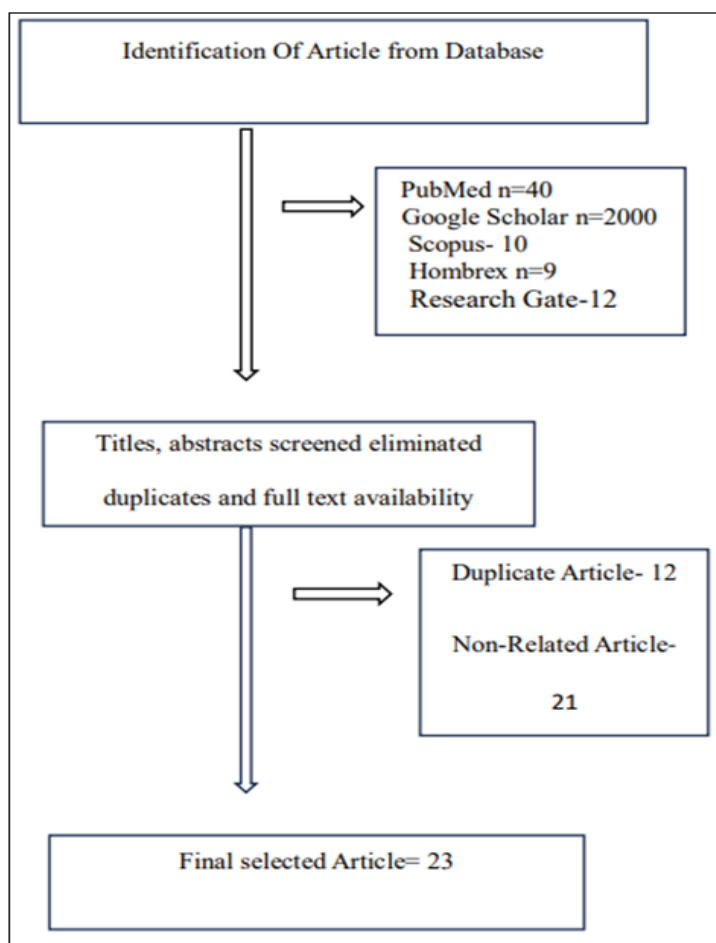 Identification Of Article from Database
PubMed n=40
Google Scholar n=2000
Scopus- 10
Hombrex n=9
Research Gate-12
Titles, abstracts screened eliminated
duplicates and full text availability
Duplicate Article- 12
Non-Related Article-
21
Final selected Article= 23